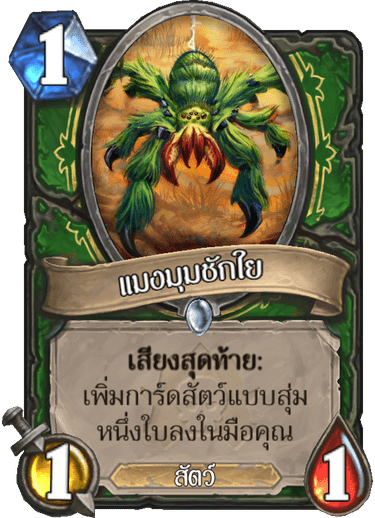 1
แมงมุมชักใย
เสียงสุดท้าย:
เพิ่มการ์ดสัตว์แบบสุ่ม
หนึ่งใบลงในมือคุณ
1
สัตว์
1